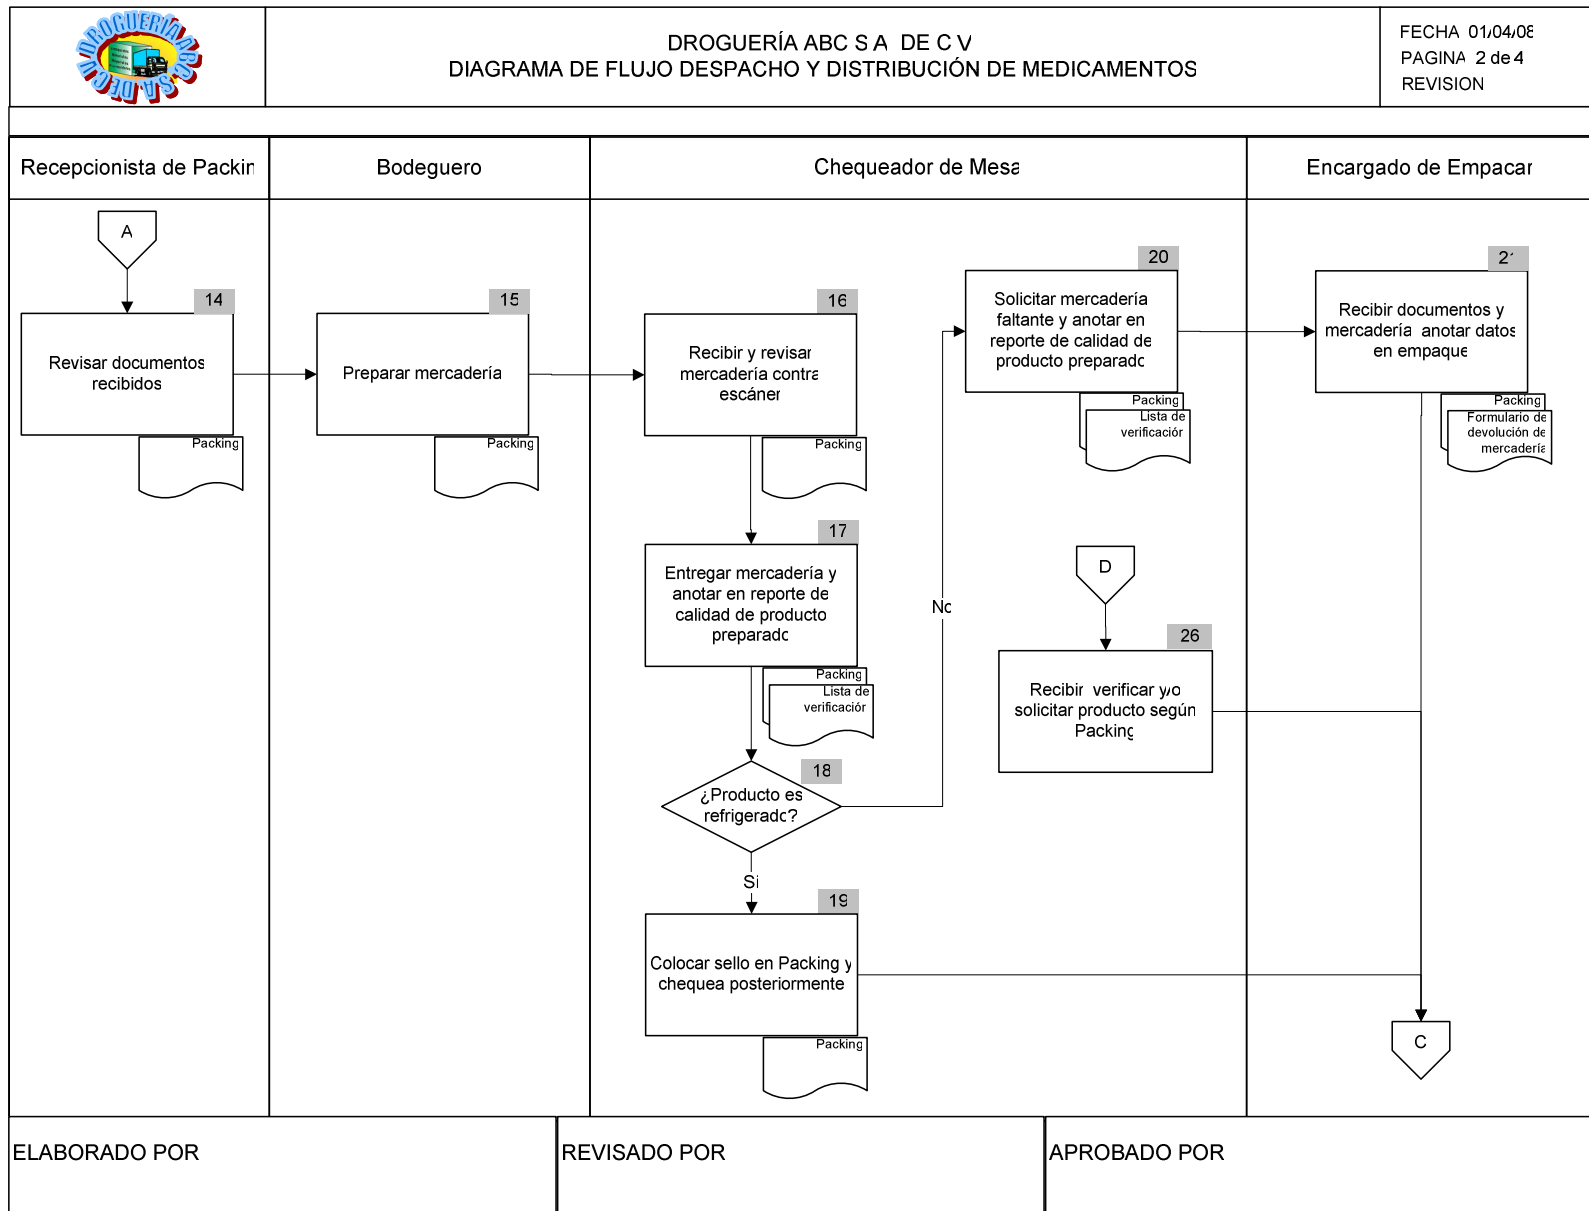 DROGUERÍA ABC S.A. DE C.V.
DROGUERÍA ABC S A DE C V
DIAGRAMA DE FLUJO DESPACHO Y DISTRIBUCIÓN DE MEDICAMENTOS
FECHA 01/04/08
PAGINA 2 de 4
REVISION
Recepcionista de Packin
Bodeguero
Chequeador de Mesa
Encargado de Empacar
A
14
Revisar documentos
recibidos
Packing
15
Preparar mercadería
Packing
16
Recibir y revisar
mercadería contra
escáner
Packing
17
Entregar mercadería y
anotar en reporte de
calidad de producto
preparado
Packing
Lista de
verificación
18
¿Producto es
refrigerado?
No
Si
19
Colocar sello en Packing y
chequea posteriormente
Packing
20
Solicitar mercadería
faltante y anotar en
reporte de calidad de
producto preparado
Packing
Lista de
verificación
D
26
Recibir verificar y/o
solicitar producto según
Packing
21
Recibir documentos y
mercadería anotar datos
en empaque
Packing
Formulario de
devolución de
mercadería
C
ELABORADO POR
REVISADO POR
APROBADO POR